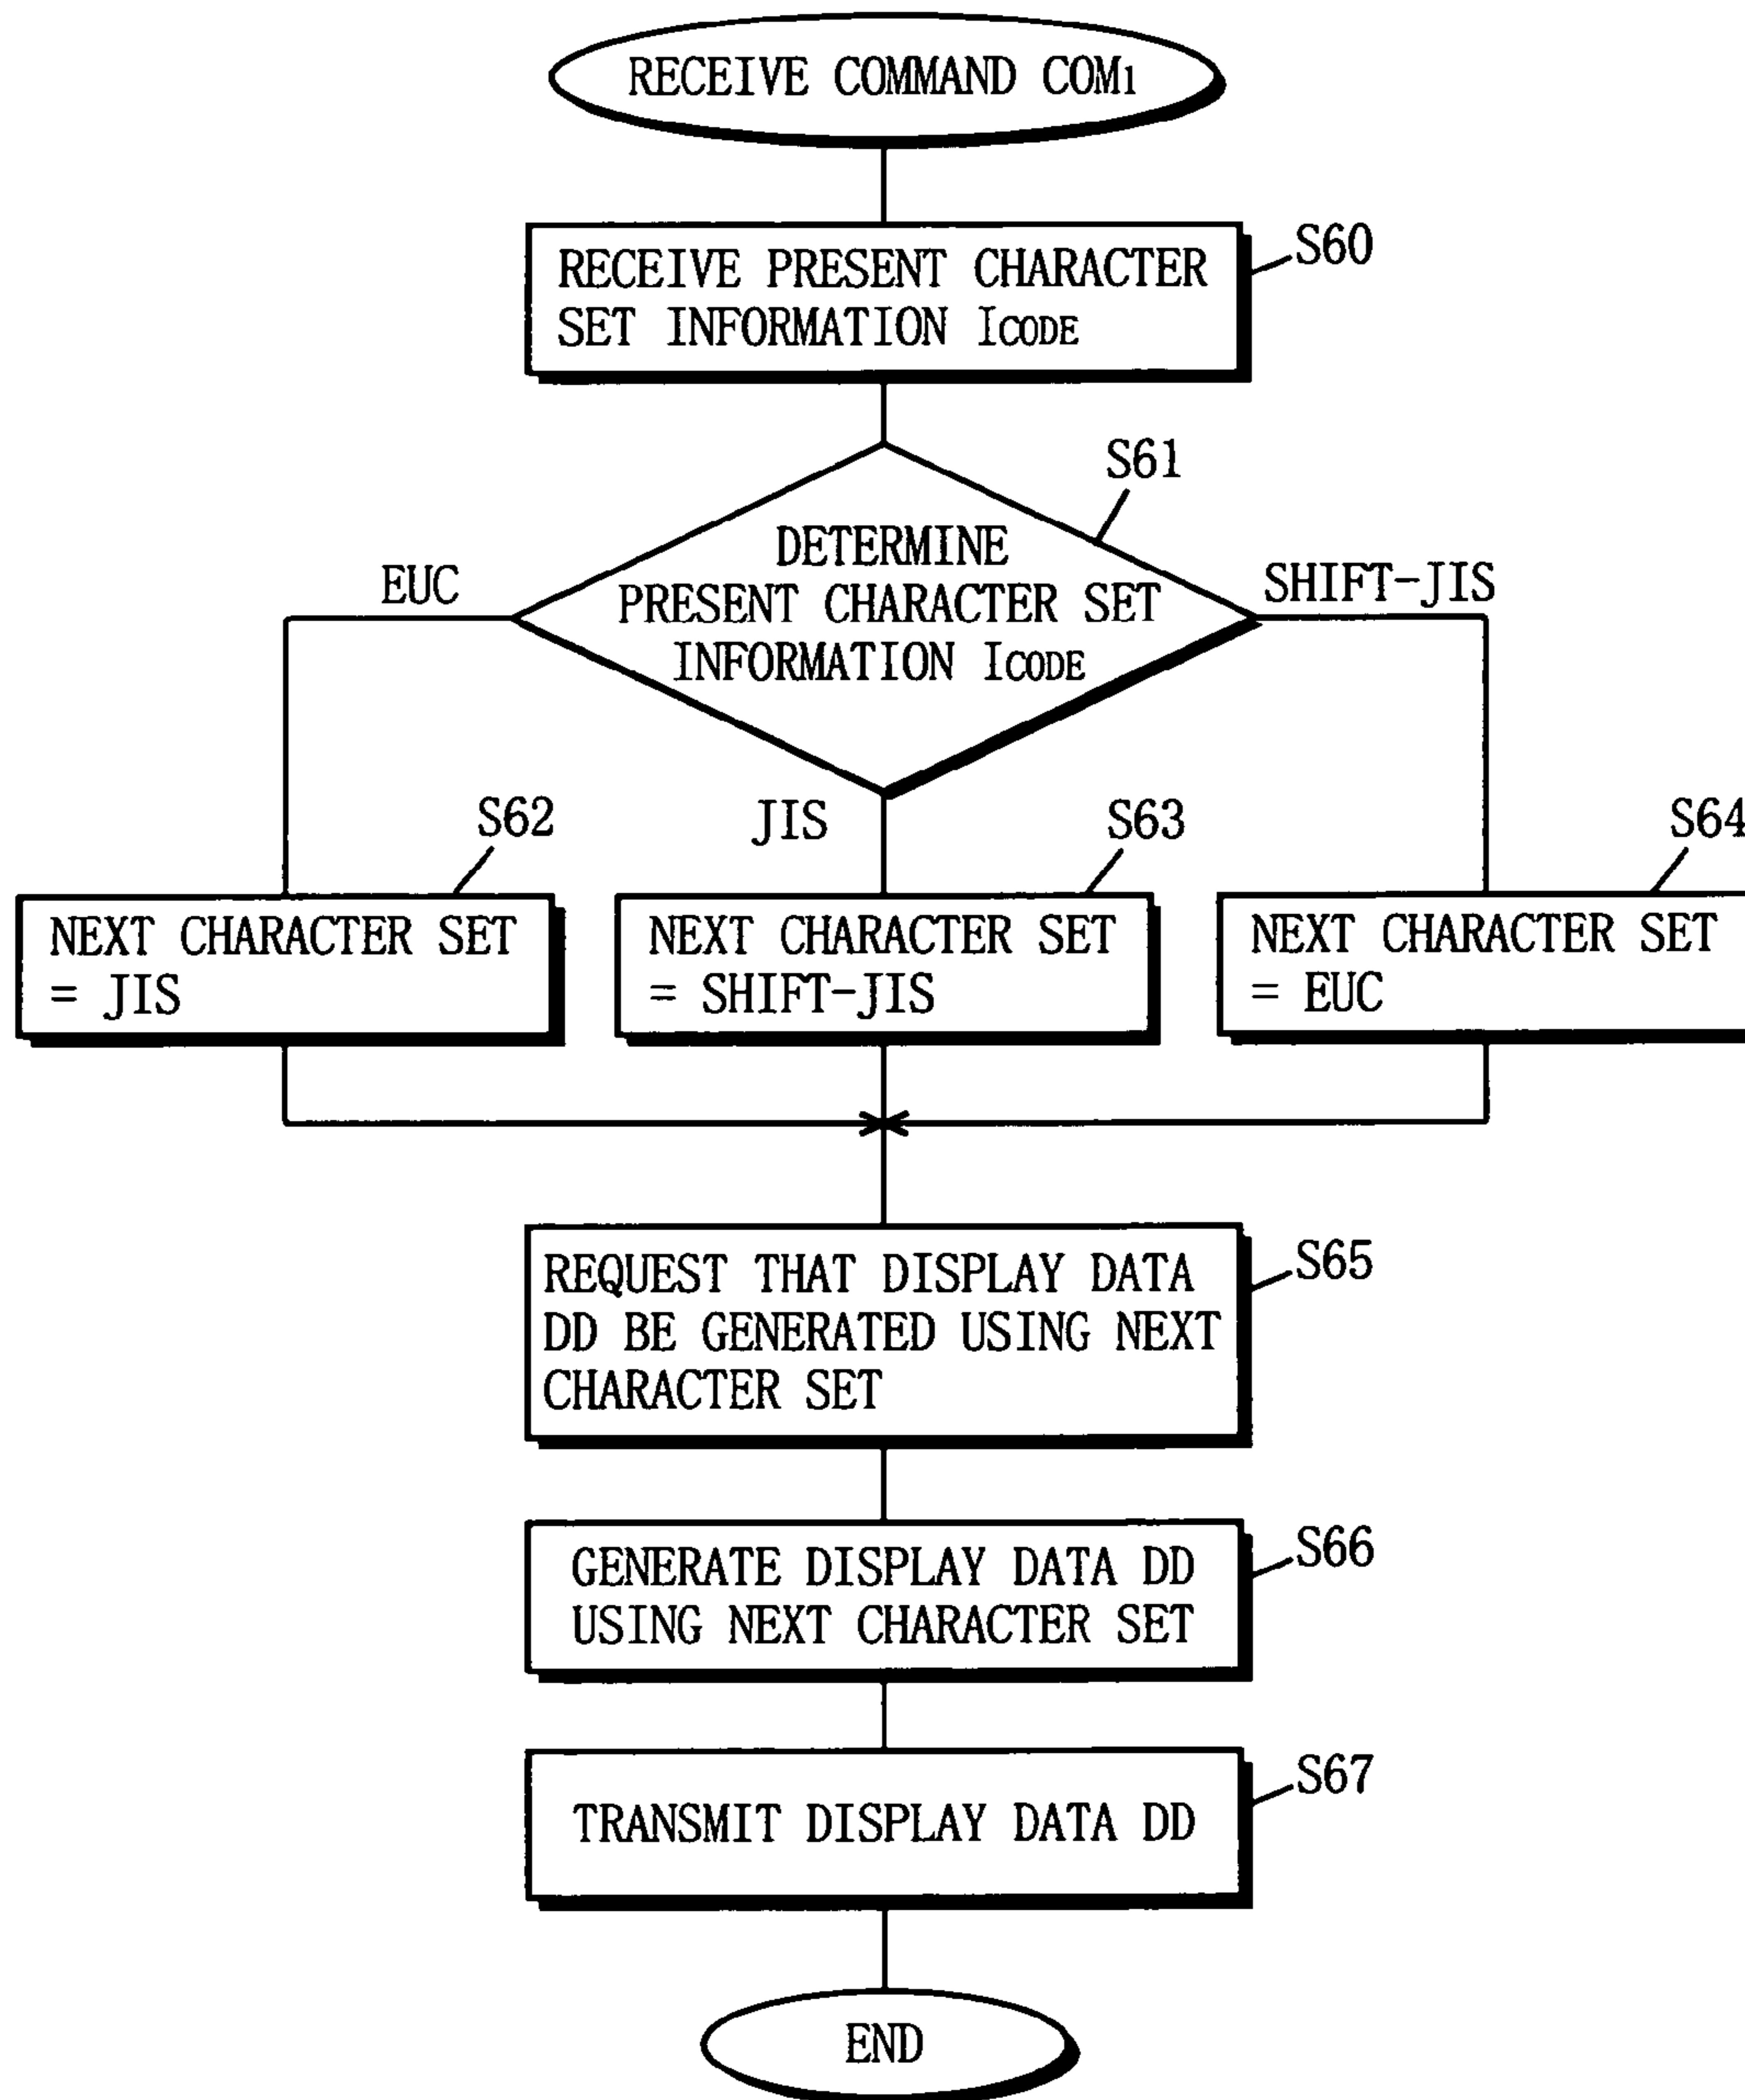 RECEIVE COMMAND COM1
S60
RECEIVE PRESENT CHARACTER
SET INFORMATION ICODE
S61
DETERMINE
PRESENT CHARACTER SET
INFORMATION ICODE
EUC
SHIFT-JIS
JIS
S62
S63
S64
NEXT CHARACTER SET
= JIS
NEXT CHARACTER SET
= SHIFT-JIS
NEXT CHARACTER SET
= EUC
S65
REQUEST THAT DISPLAY DATA
DD BE GENERATED USING NEXT
CHARACTER SET
S66
GENERATE DISPLAY DATA DD
USING NEXT CHARACTER SET
S67
TRANSMIT DISPLAY DATA DD
END